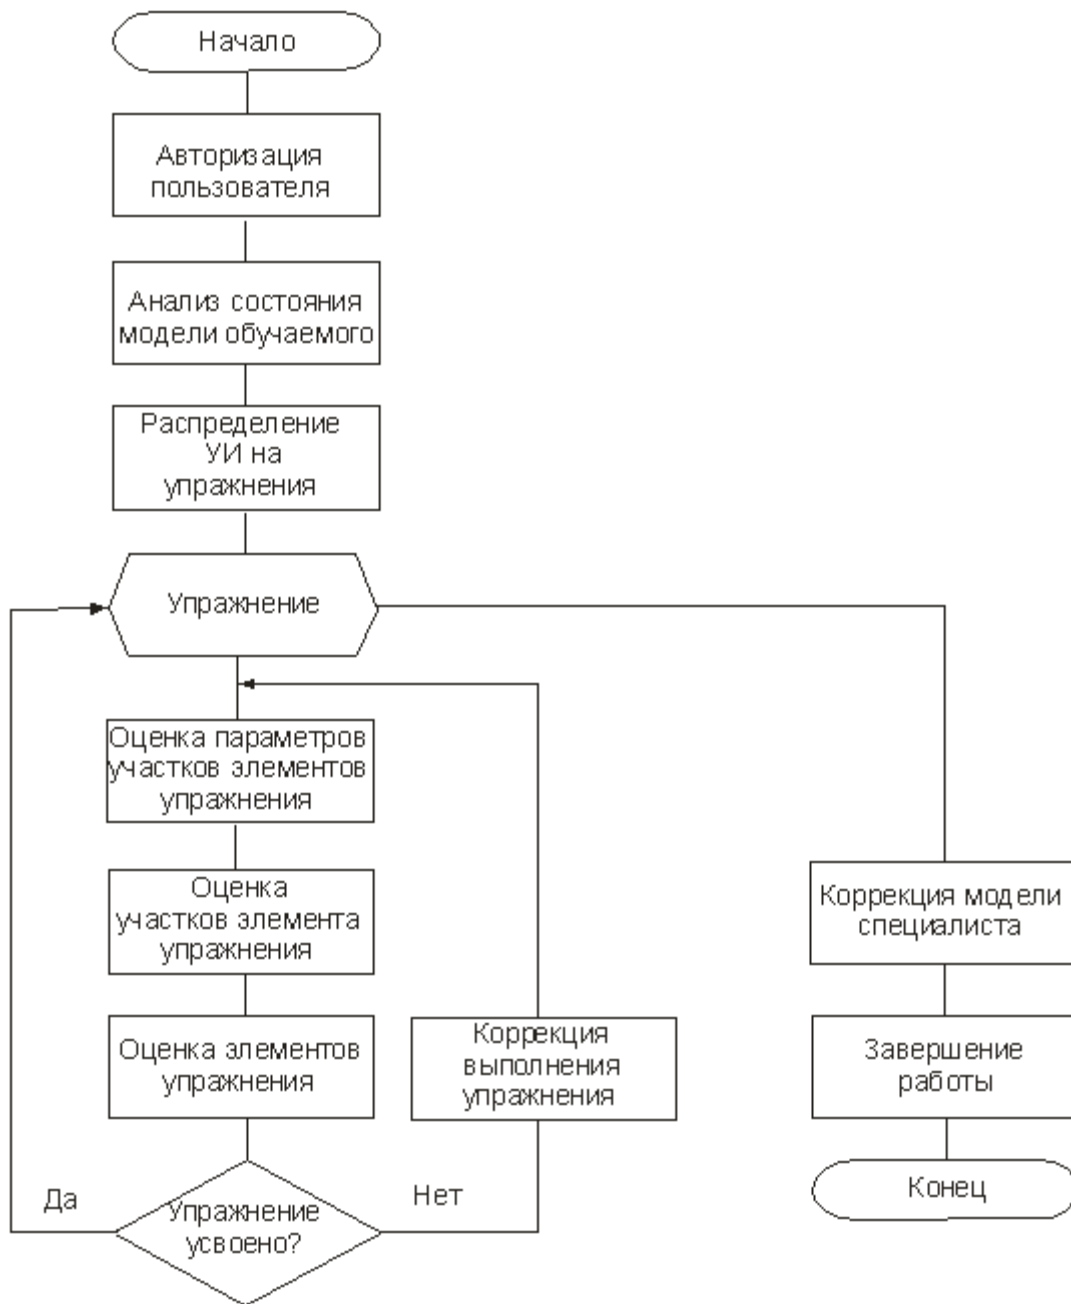 Начало
Авторизация
пользователя
Анализ состояния
модели обучаемого
Распределение
УИ на
упражнения
Упражнение
Оценка параметров
участков элементов
упражнения
Оценка
участков элемента
упражнения
Оценка элементов
упражнения
Упражнение
усвоено?
Да
Нет
Коррекция
выполнения
упражнения
Коррекция модели
специалиста
Завершение
работы
Конец